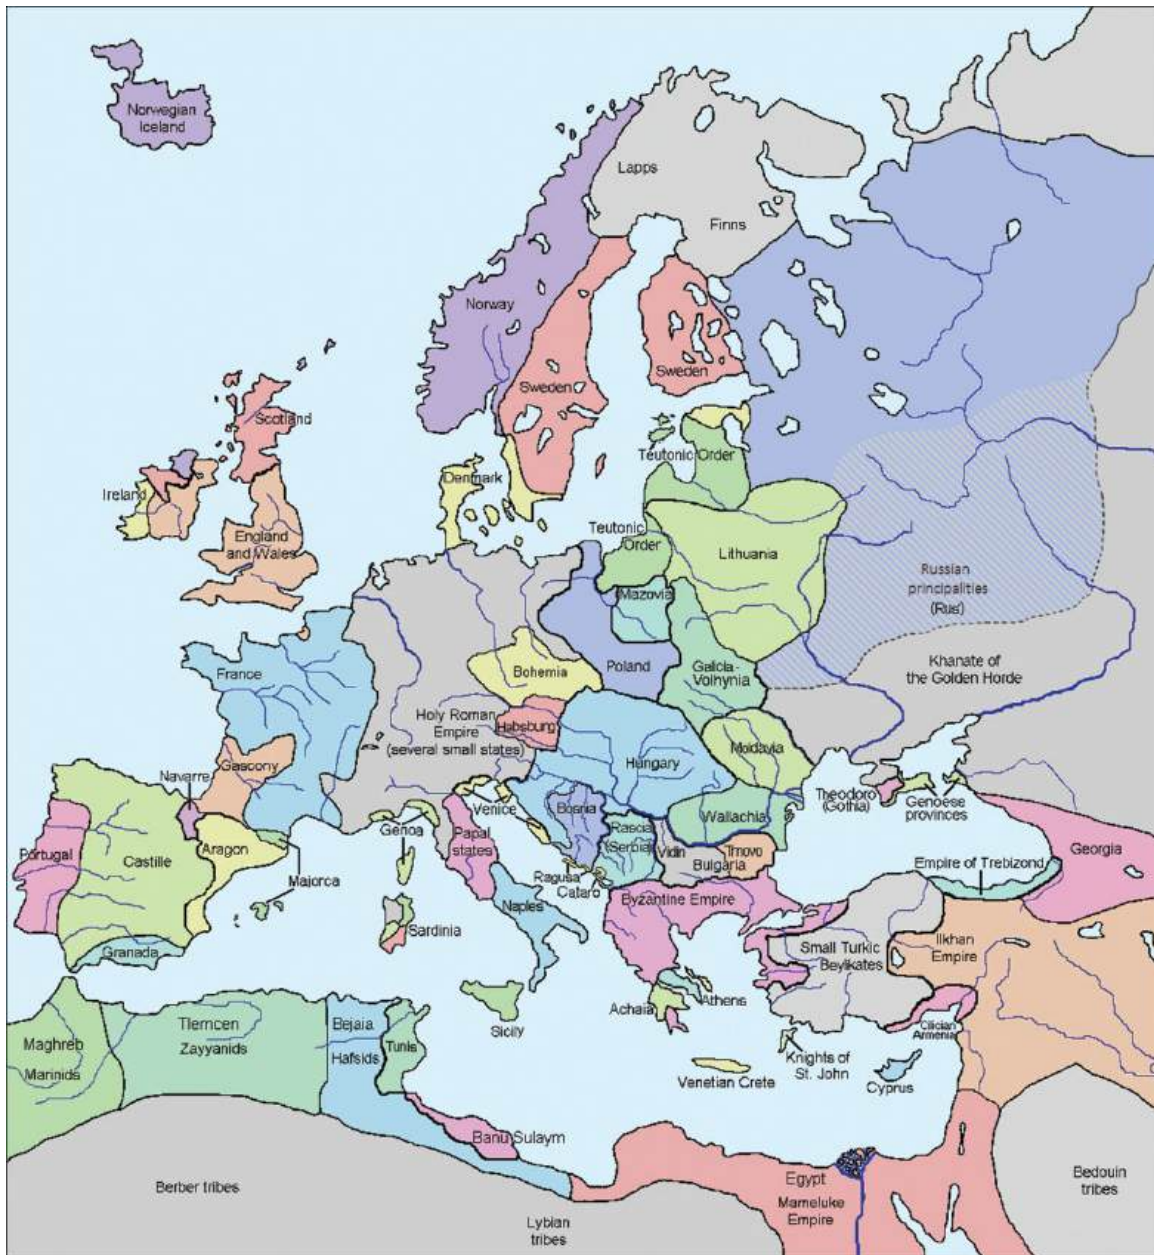 Norwegian
Iceland
Lapps
Finns
Norway
Sweden
Sweden
Scotland
Ireland
England
and Wales
Denmark
Teutonic Order
Teutonic
Order
Lithuania
Russian
principalities
(Rus')
Mazovia
Poland
Galicia-
Volhynia
Khanate of
the Golden Horde
France
Bohemia
Holy Roman
Empire
(several small states)
Habsburg
Hungary
Moldavia
Gascony
Navarre
Venice
Bosnia
Wallachia
Theodoro
(Gothia)
Genoese
provinces
Genoa
Papal
states
Rascia
(Serbia)
Vidin
Trnovo
Bulgaria
Georgia
Portugal
Castille
Aragon
Majorca
Ragusa
Cataro
Empire of Trebizond
Byzantine Empire
Naples
Sardinia
Granada
Small Turkic
Beylikates
Ilkhan
Empire
Athens
Achaia
Sicily
Cilician
Armenia
Tlemcen
Zayyanids
Bejaia
Hafsids
Tunis
Maghreb
Marinids
Knights of
St. John
Venetian Crete
Cyprus
Banu Sulaym
Berber tribes
Egypt
Mameluke
Empire
Bedouin
tribes
Lybian
tribes